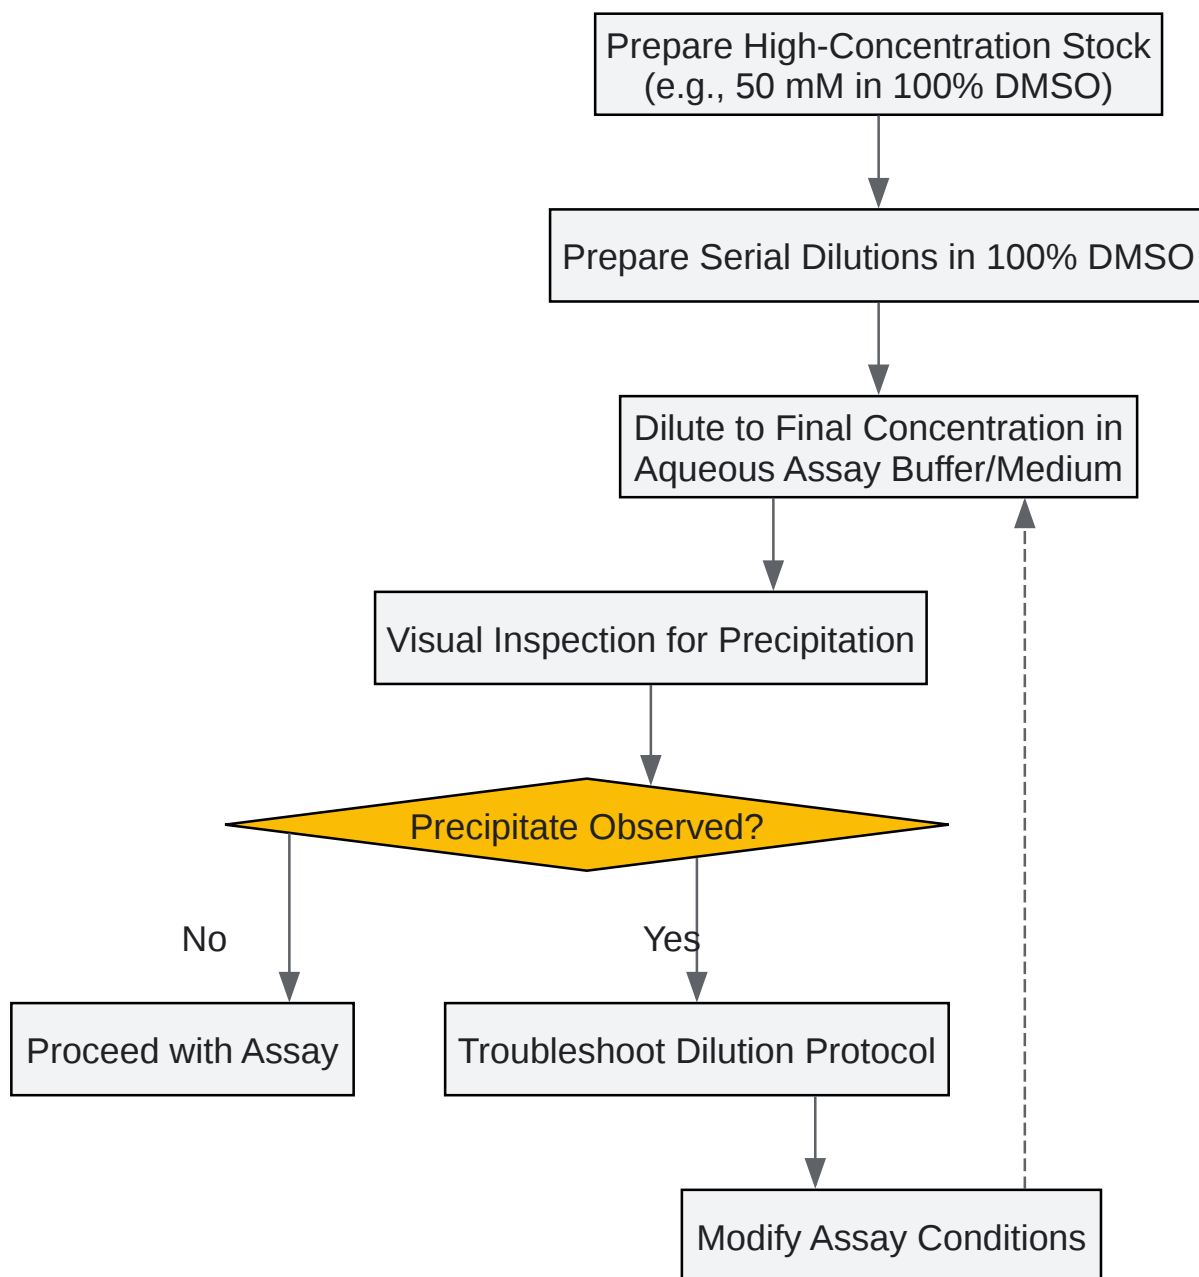 Prepare High-Concentration Stock
(e.g., 50 mM in 100% DMSO)
Prepare Serial Dilutions in 100% DMSO
Dilute to Final Concentration in
Aqueous Assay Buffer/Medium
Visual Inspection for Precipitation
Precipitate Observed?
No
Yes
Proceed with Assay
Troubleshoot Dilution Protocol
Modify Assay Conditions